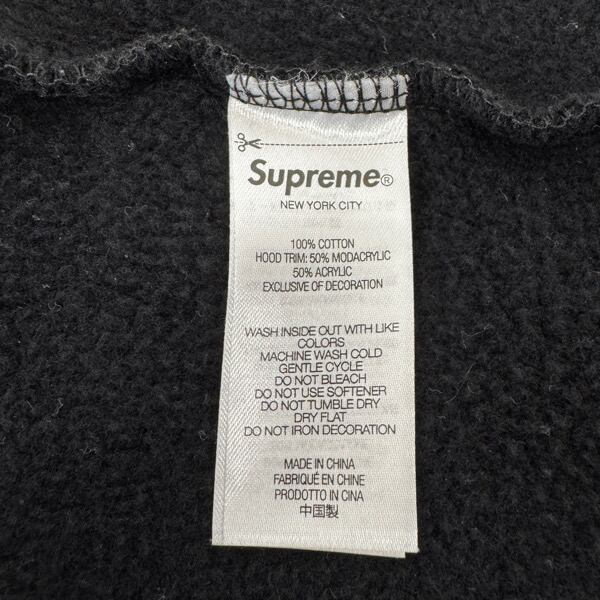 Supreme®
NEW YORK CITY
100% COTTON
HOOD TRIM: 50% MODACRYLIC
50% ACRYLIC
EXCLUSIVE OF DECORATION
WASH INSIDE OUT WITH LIKE
COLORS
MACHINE WASH COLD
GENTLE CYCLE
DO NOT BLEACH
DO NOT USE SOFTENER
DO NOT TUMBLE DRY
DRY FLAT
DO NOT IRON DECORATION
MADE IN CHINA
FABRIQUÉ EN CHINE
PRODOTTO IN CINA
中国製